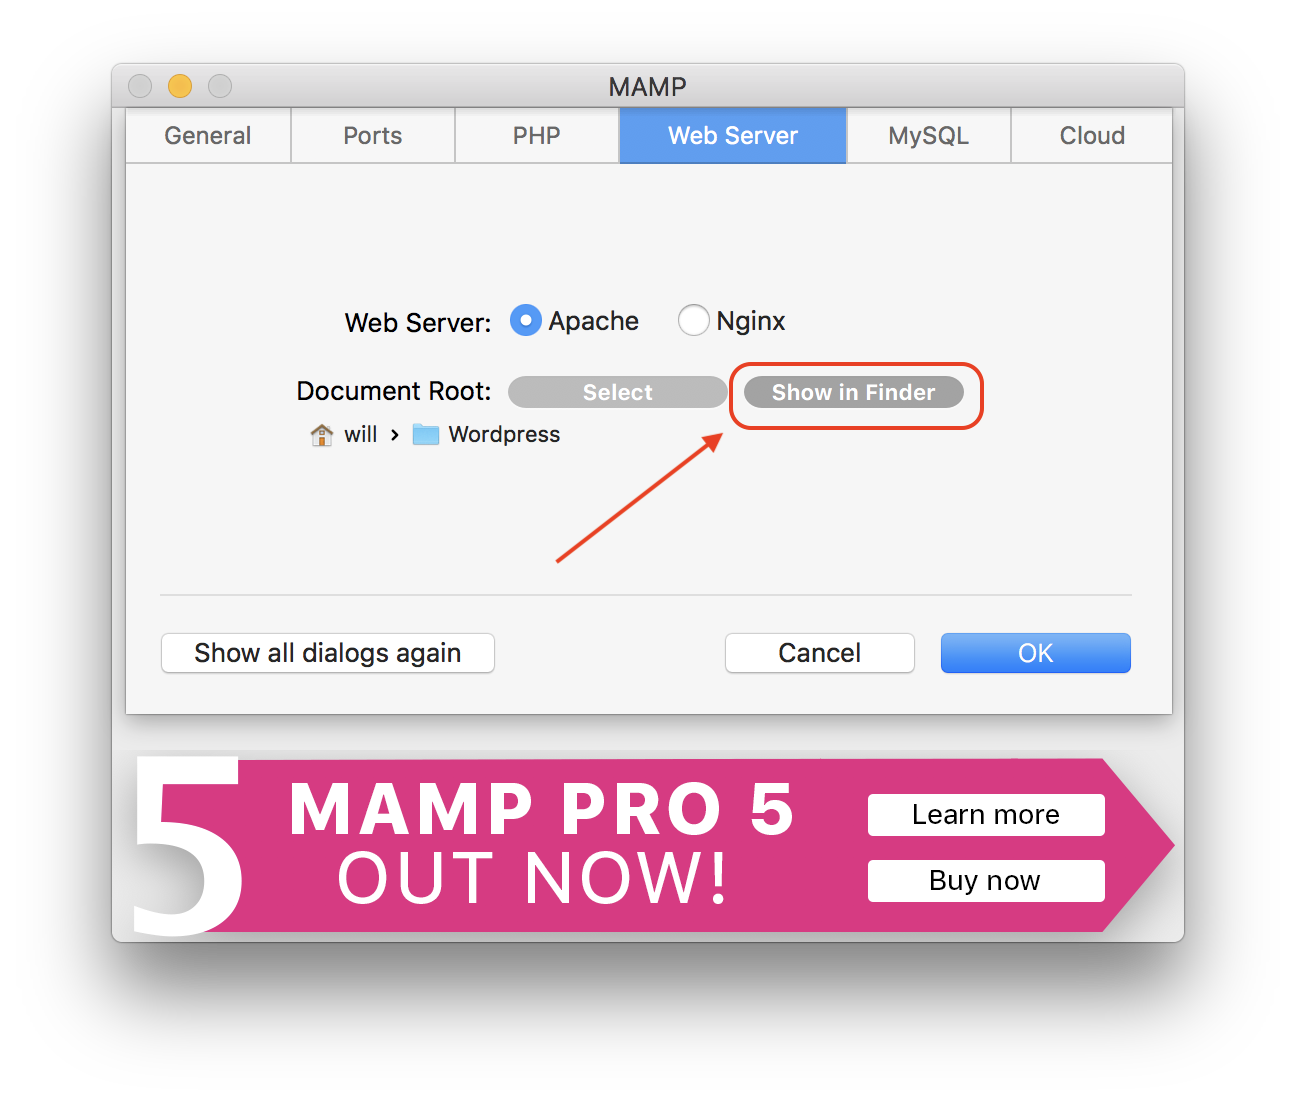 MAMP
General Ports PHP Web Server MySQL Cloud
Web Server: Apache Nginx
Document Root: Select Show in Finder
will › Wordpress
Show all dialogs again Cancel OK
5 MAMP PRO 5
OUT NOW!
Learn more
Buy now